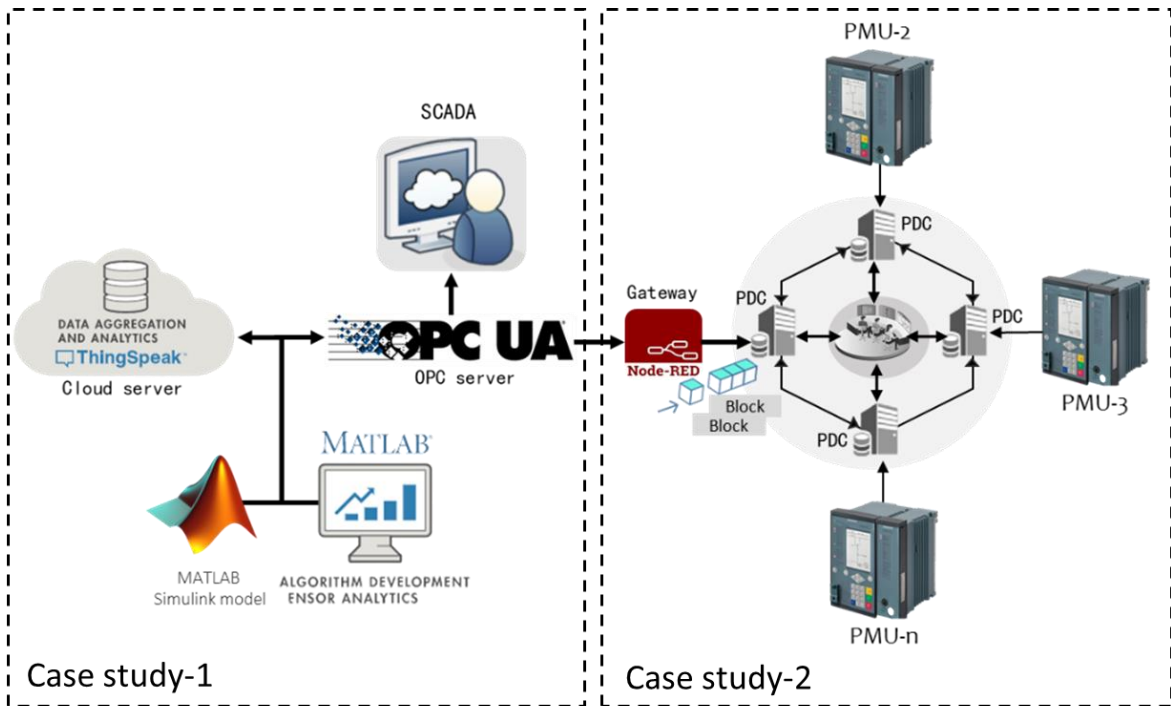 SCADA
DATA AGGREGATION
AND ANALYTICS
ThingSpeak™
Cloud server
OPC UA
OPC server
MATLAB®
MATLAB
Simulink model
ALGORITHM DEVELOPMENT
ENSOR ANALYTICS
Case study-1
PMU-2
PDC
Gateway
PDC
Node-RED
PDC
PMU-3
Block
Block
PDC
PMU-n
Case study-2